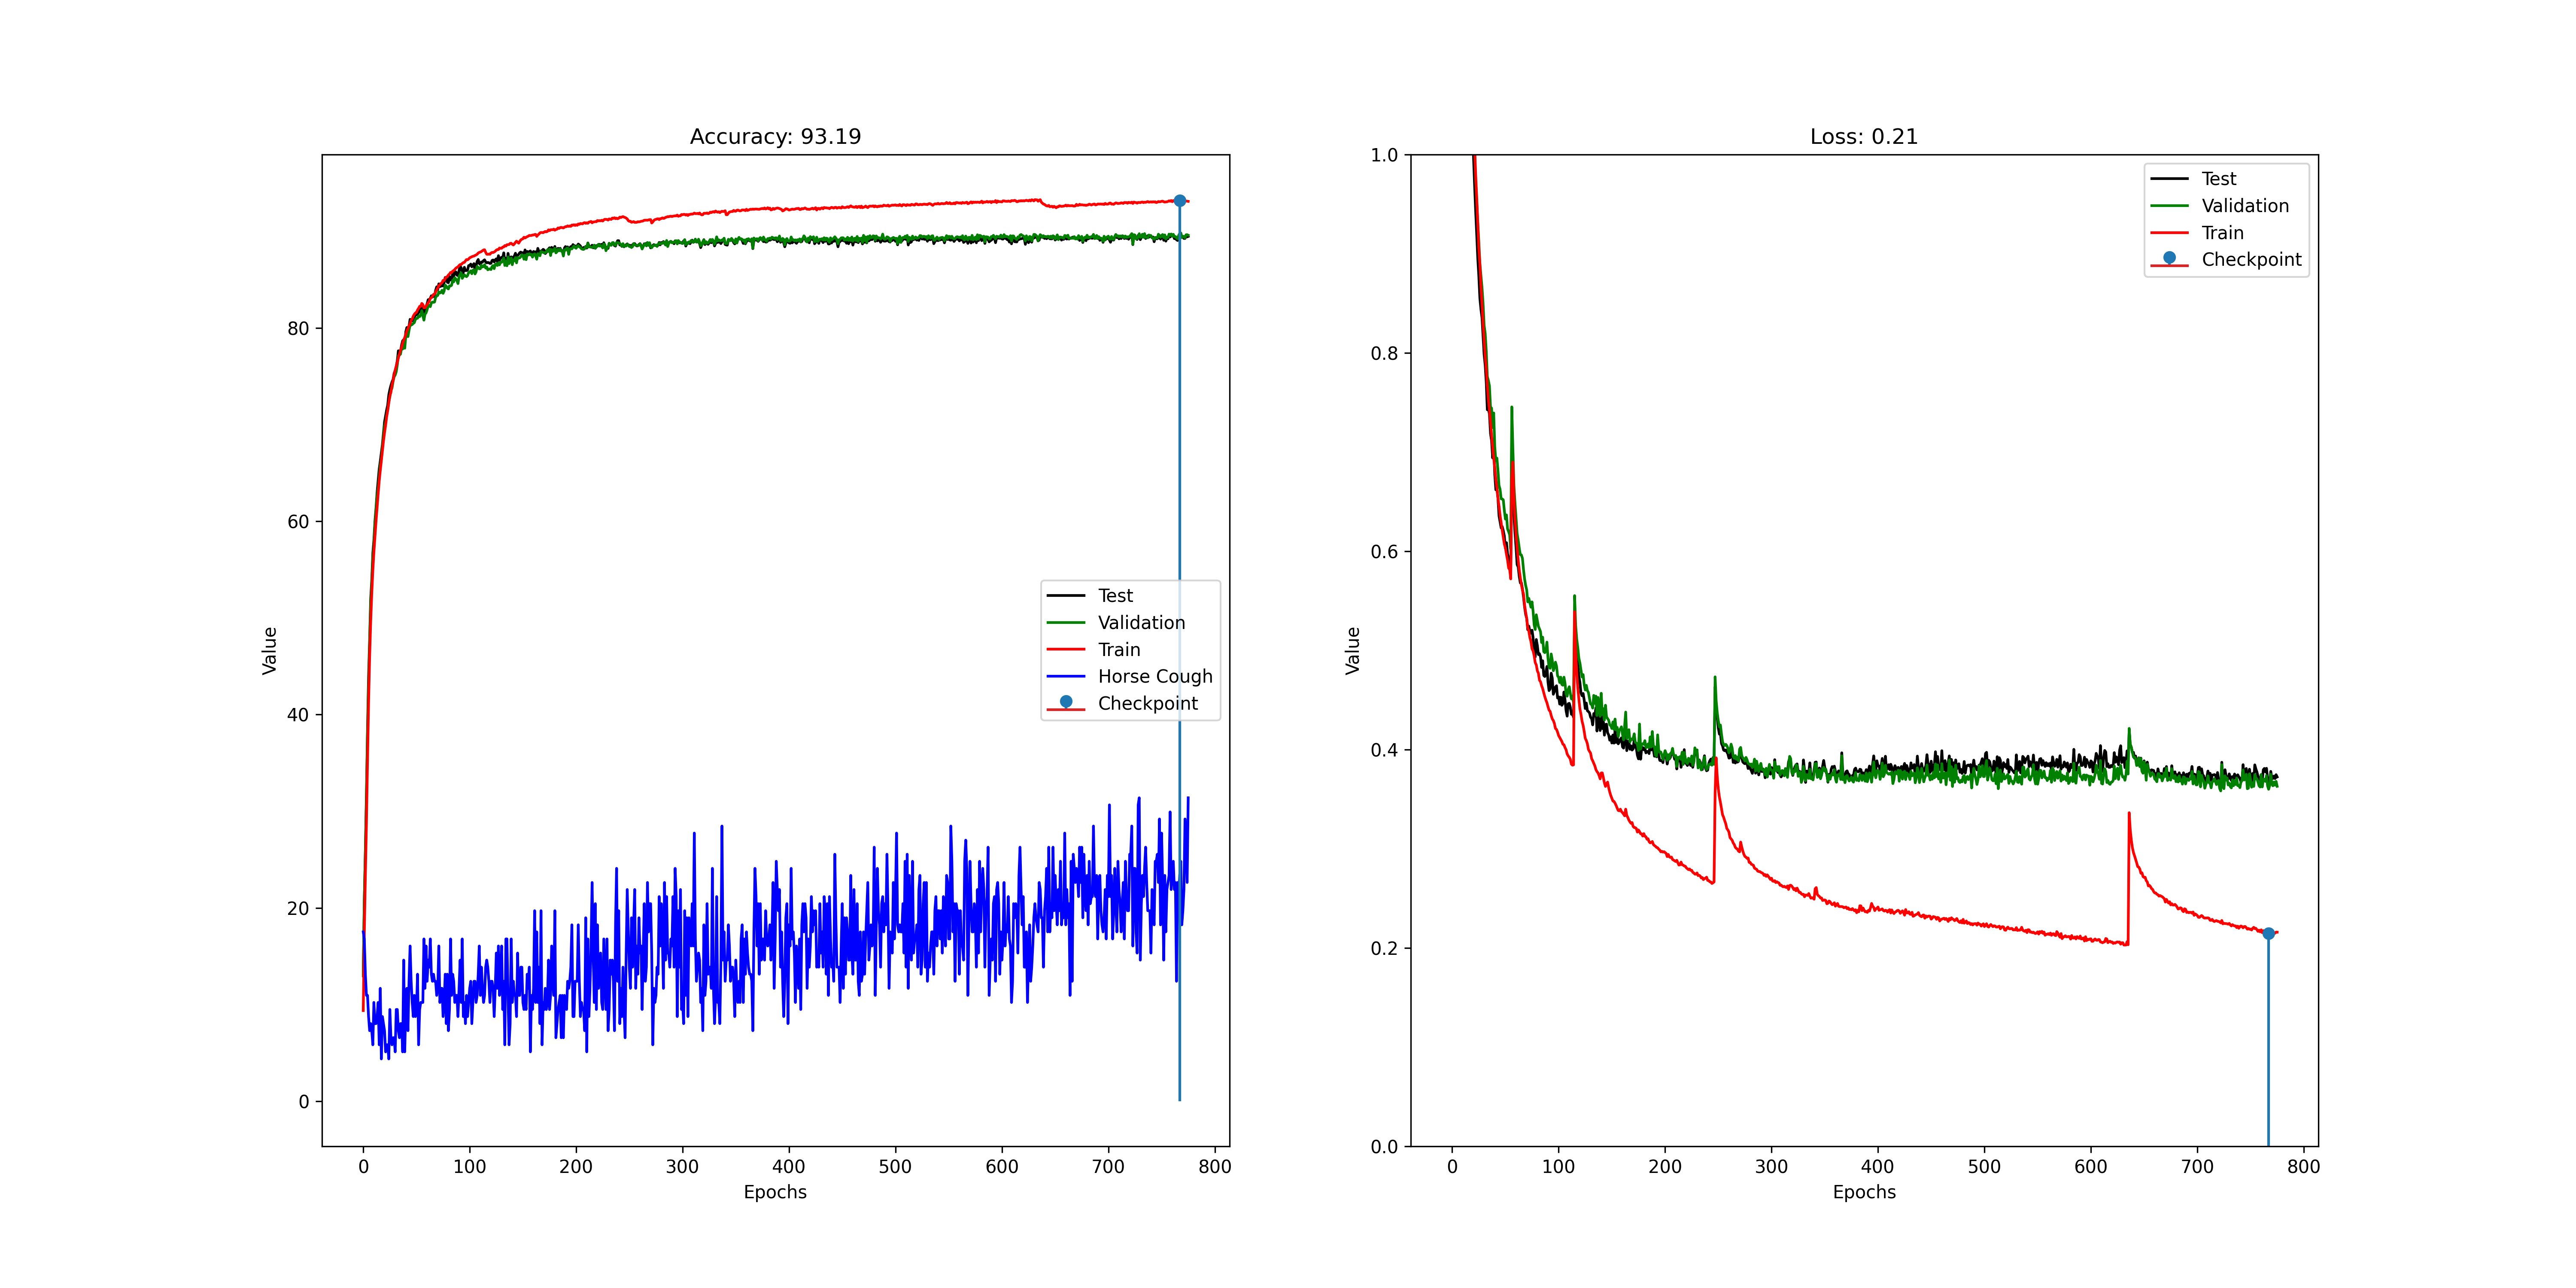 Accuracy: 93.19
Value
80
60
40
20
0
0 100 200 300 400 500 600 700 800
Epochs
Test
Validation
Train
Horse Cough
Checkpoint
Loss: 0.21
Value
1.0
0.8
0.6
0.4
0.2
0.0
0 100 200 300 400 500 600 700 800
Epochs
Test
Validation
Train
Checkpoint